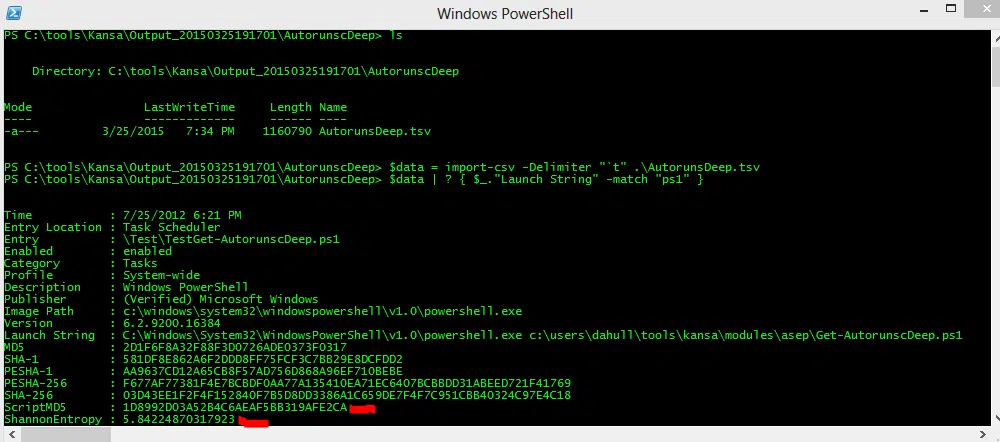 Windows PowerShell
PS C:\tools\Kansa\Output_20150325191701\AutorunscDeep> ls
Directory: C:\tools\Kansa\Output_20150325191701\AutorunscDeep
Mode LastWriteTime Length Name
---- ------------- ------ ----
-a--- 3/25/2015 7:34 PM 1160790 AutorunsDeep.tsv
PS C:\tools\Kansa\Output_20150325191701\AutorunscDeep> $data = import-csv -Delimiter "`t" .\AutorunsDeep.tsv
PS C:\tools\Kansa\Output_20150325191701\AutorunscDeep> $data | ? { $_."Launch String" -match "ps1" }
Time : 7/25/2012 6:21 PM
Entry Location : Task Scheduler
Entry : \Test\TestGet-AutorunscDeep.ps1
Enabled : enabled
Category : Tasks
Profile : System-wide
Description : Windows PowerShell
Publisher : (Verified) Microsoft Windows
Image Path : c:\windows\system32\windowspowershell\v1.0\powershell.exe
Version : 6.2.9200.16384
Launch String : C:\Windows\System32\WindowsPowerShell\v1.0\powershell.exe c:\users\dahull\tools\kansa\modules\asep\Get-AutorunscDeep.ps1
MD5 : 2D1F6F8A32F88F3D0726ADE0373F0317
SHA-1 : 581DF8E862A6F2DDD8FF75FCF3C7BB29E8DCFDD2
PESHA-1 : AA9637CD12A65CB8F57AD756D868A96EF710BEBE
PESHA-256 : F677AF77381F4E7BCBDF0AA77A135410EA71EC6407BCBBDD31ABEED721F41769
SHA-256 : 03D43EE1F2F4F152840F7B5D8DD3386A1C659DE7F4F7C951CBB40324C97E4C18
ScriptMD5 : 1D8992D03A52B4C6AEAF5BB319AFE2CA
ShannonEntropy : 5.84224870317923